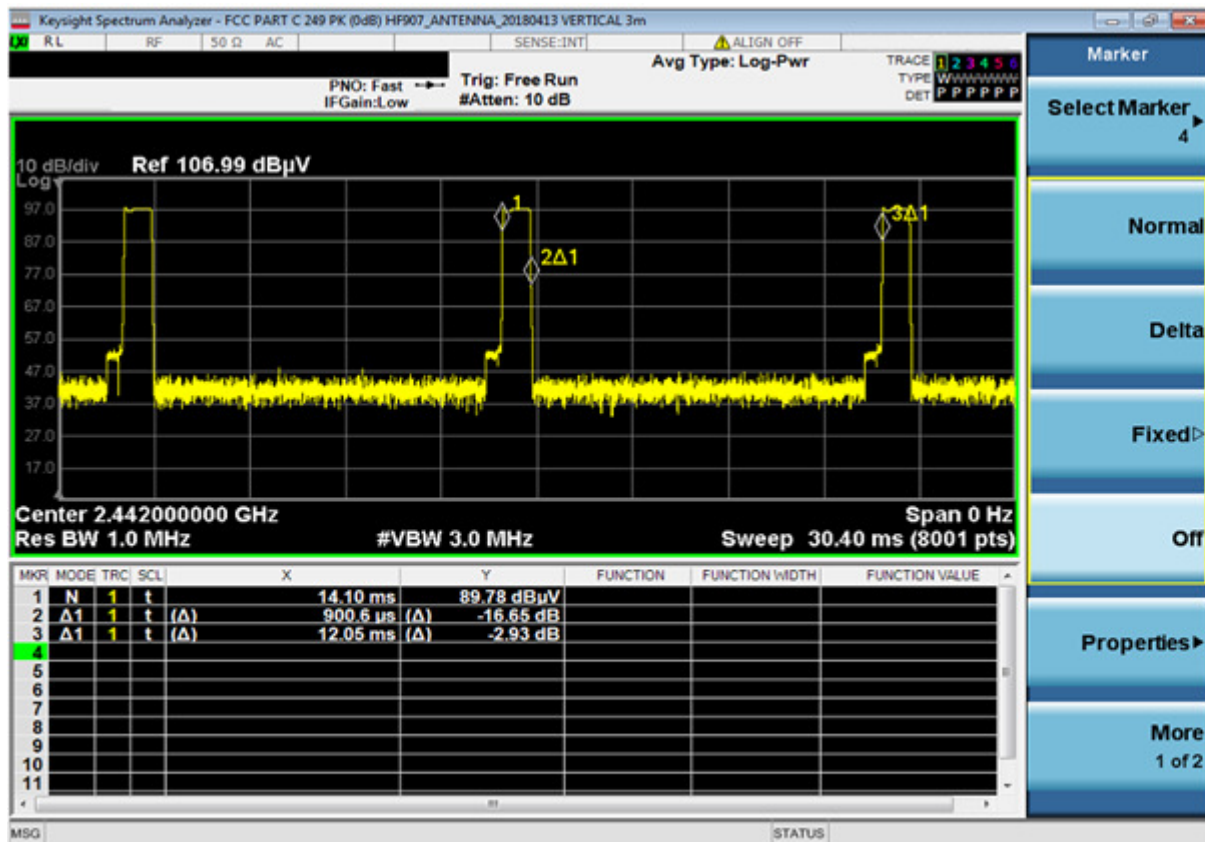 Keysight Spectrum Analyzer - FCC PART C 249 PK (0dB) HF907_ANTENNA_20180413 VERTICAL 3m
LXI RL RF 50 Ω AC SENSE:INT ALIGN OFF
Avg Type: Log-Pwr
PNO: Fast
IFGain:Low
Trig: Free Run
#Atten: 10 dB
TRACE 1 2 3 4 5 6
TYPE WWWWWW
DET P P P P P P
10 dB/div Ref 106.99 dBµV
Log
97.0
87.0
77.0
67.0
57.0
47.0
37.0
27.0
17.0
1
2Δ1
3Δ1
Center 2.442000000 GHz Span 0 Hz
Res BW 1.0 MHz #VBW 3.0 MHz Sweep 30.40 ms (8001 pts)
MKR MODE TRC SCL X Y FUNCTION FUNCTION WIDTH FUNCTION VALUE
1 N 1 t 14.10 ms 89.78 dBµV
2 Δ1 1 t (Δ) 900.6 µs (Δ) -16.65 dB
3 Δ1 1 t (Δ) 12.05 ms (Δ) -2.93 dB
4
5
6
7
8
9
10
11
MSG STATUS
Marker
Select Marker
4
Normal
Delta
Fixed
Off
Properties
More
1 of 2